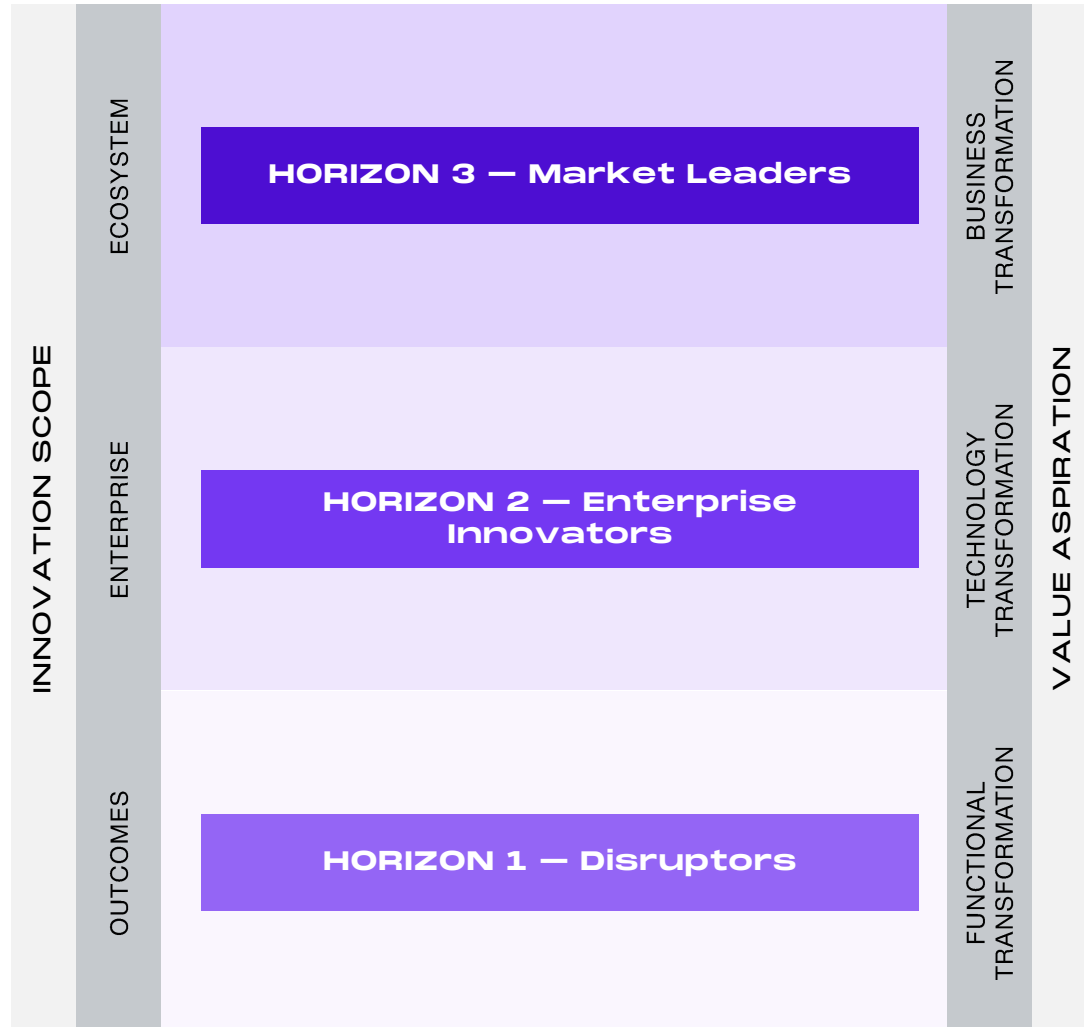 INNOVATION SCOPE
ECOSYSTEM
HORIZON 3 — Market Leaders
BUSINESS
TRANSFORMATION
ENTERPRISE
HORIZON 2 — Enterprise
Innovators
TECHNOLOGY
TRANSFORMATION
OUTCOMES
HORIZON 1 — Disruptors
FUNCTIONAL
TRANSFORMATION
VALUE ASPIRATION